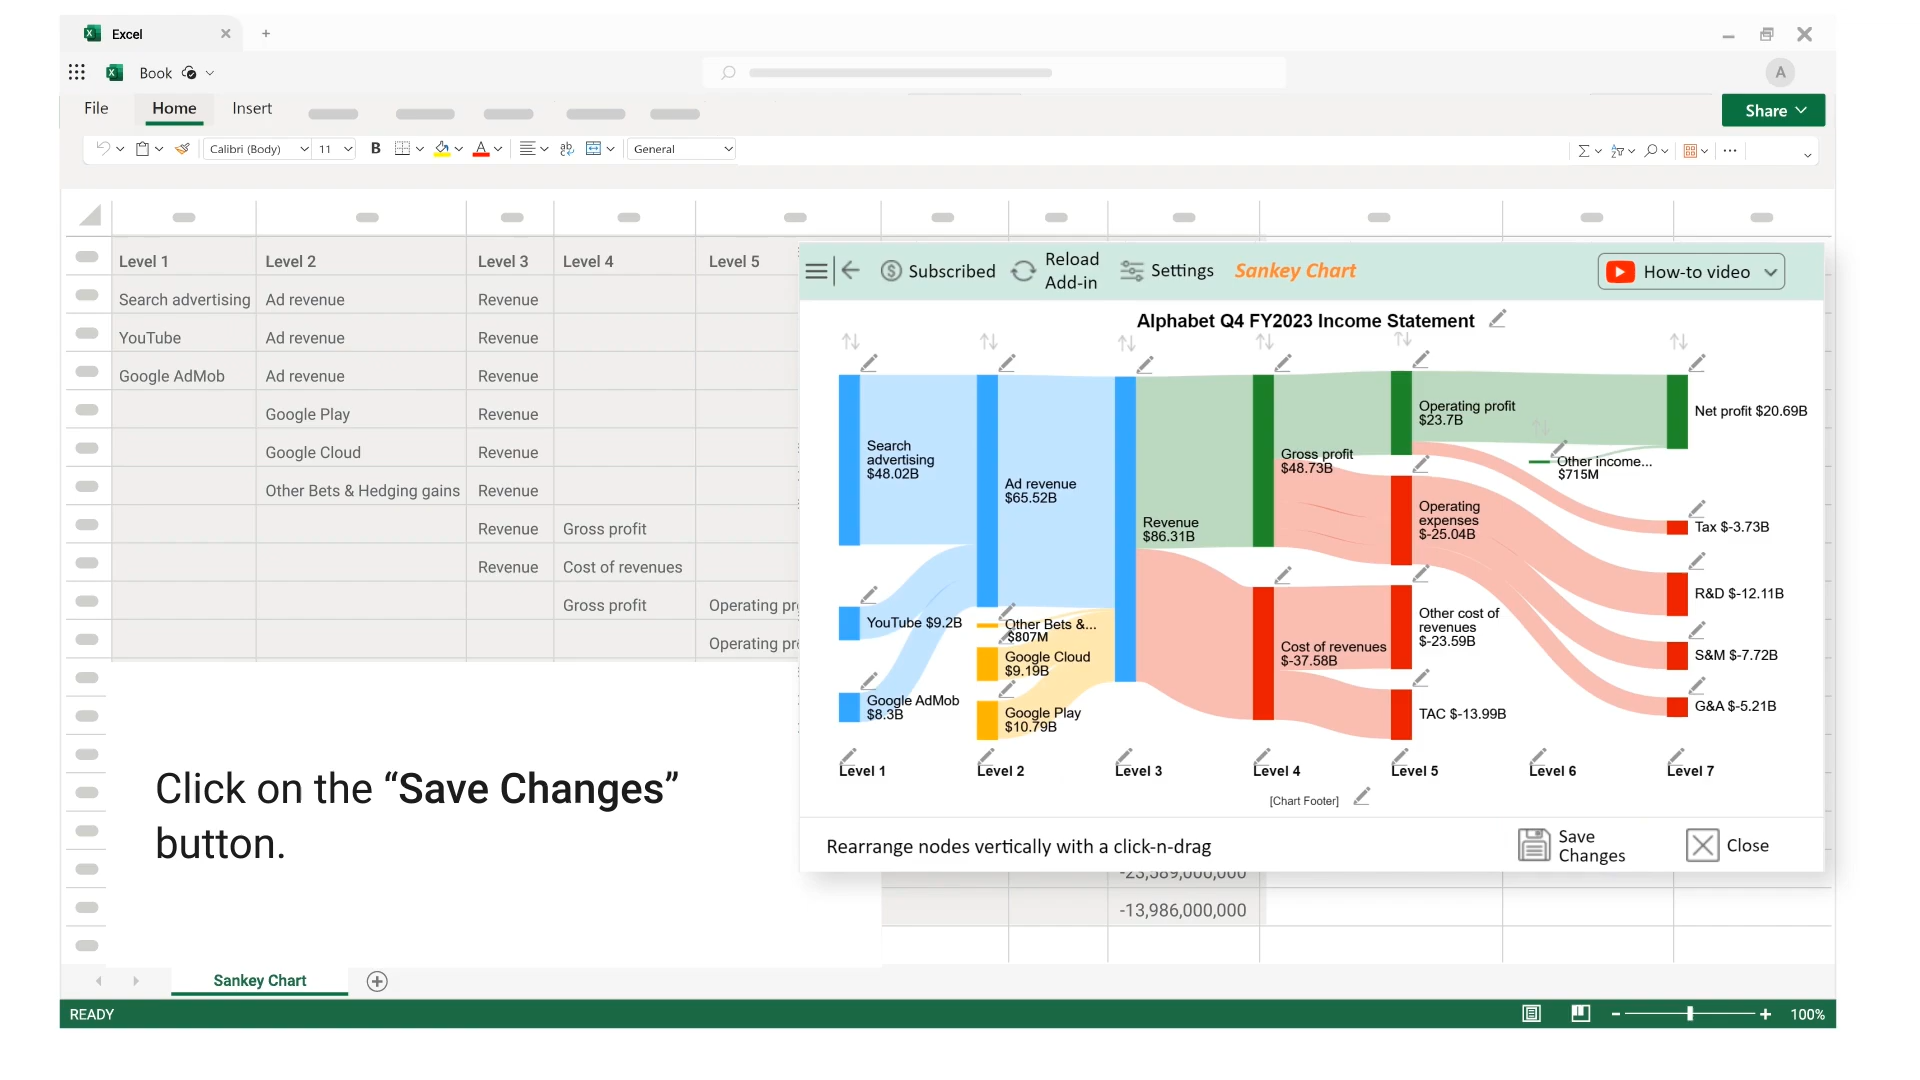 Excel
Book
A
File Home Insert
Share
Calibri (Body) 11 B A General
Level 1 Level 2 Level 3 Level 4 Level 5
Search advertising Ad revenue Revenue
YouTube Ad revenue Revenue
Google AdMob Ad revenue Revenue
Google Play Revenue
Google Cloud Revenue
Other Bets & Hedging gains Revenue
Revenue Gross profit
Revenue Cost of revenues
Gross profit Operating pr
Operating pr
Click on the “Save Changes”
button.
Subscribed
Reload
Add-in
Settings
Sankey Chart
How-to video
Alphabet Q4 FY2023 Income Statement
Search
advertising
$48.02B
YouTube $9.2B
Google AdMob
$8.3B
Ad revenue
$65.52B
Other Bets &...
$807M
Google Cloud
$9.19B
Google Play
$10.79B
Revenue
$86.31B
Gross profit
$48.73B
Cost of revenues
$-37.58B
Operating profit
$23.7B
Operating
expenses
$-25.04B
Other cost of
revenues
$-23.59B
TAC $-13.99B
Other income...
$715M
Net profit $20.69B
Tax $-3.73B
R&D $-12.11B
S&M $-7.72B
G&A $-5.21B
Level 1 Level 2 Level 3 Level 4 Level 5 Level 6 Level 7
[Chart Footer]
Rearrange nodes vertically with a click-n-drag
Save
Changes
Close
-23,589,000,000
-13,986,000,000
Sankey Chart
READY
100%